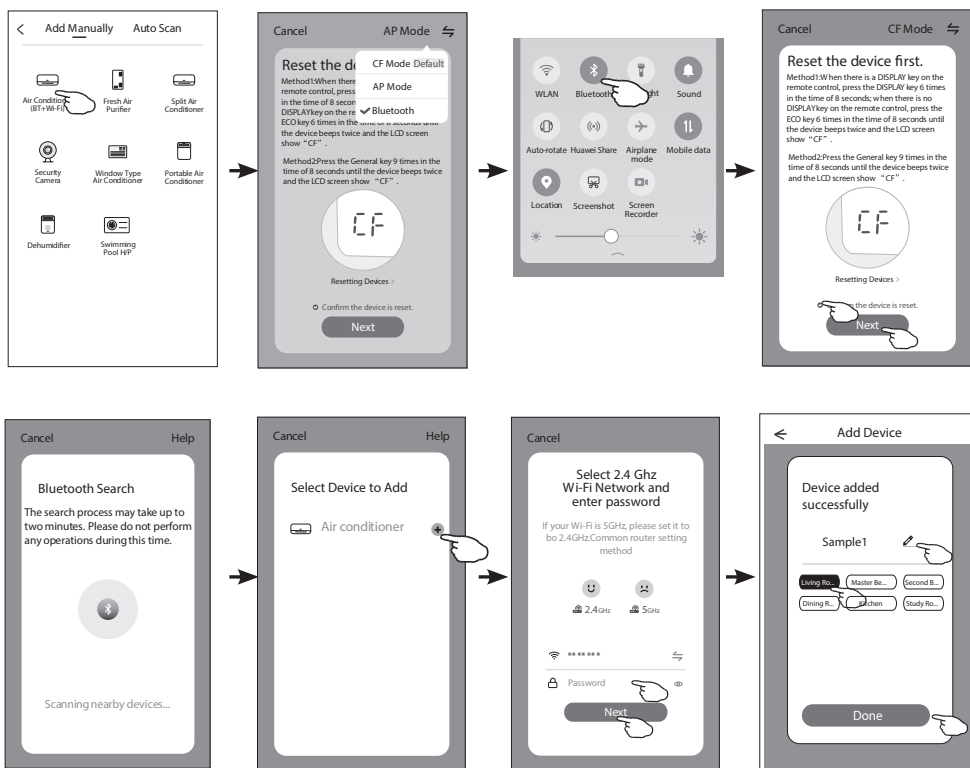 Add Manually Auto Scan
Air Condition
(BT+Wi-Fi)
Fresh Air
Purifier
Split Air
Conditioner
Security
Camera
Window Type
Air Conditioner
Portable Air
Conditioner
Dehumidifier
Swimming
Pool H/P
Cancel AP Mode
CF Mode Default
AP Mode
Bluetooth
Reset the de
Method1:When there
remote control, press
in the time of 8 secon
DISPLAYkey on the re
ECO key 6 times in the time of 8 seconds until
the device beeps twice and the LCD screen
show “CF”.
Method2:Press the General key 9 times in the
time of 8 seconds until the device beeps twice
and the LCD screen show “CF”.
CF
Resetting Devices >
Confirm the device is reset.
Next
WLAN Bluetooth ht Sound
Auto-rotate Huawei Share Airplane
mode Mobile data
Location Screenshot Screen
Recorder
Cancel CF Mode
Reset the device first.
Method1:When there is a DISPLAY key on the
remote control, press the DISPLAY key 6 times
in the time of 8 seconds; when there is no
DISPLAYkey on the remote control, press the
ECO key 6 times in the time of 8 seconds until
the device beeps twice and the LCD screen
show “CF”.
Method2:Press the General key 9 times in the
time of 8 seconds until the device beeps twice
and the LCD screen show “CF”.
CF
Resetting Devices >
the device is reset.
Next
Cancel Help
Bluetooth Search
The search process may take up to
two minutes. Please do not perform
any operations during this time.
Scanning nearby devices...
Cancel Help
Select Device to Add
Air conditioner
Cancel
Select 2.4 Ghz
Wi-Fi Network and
enter password
If your Wi-Fi is 5GHz, please set it to
bo 2.4GHz.Common router setting
method
2.4GHz 5GHz
*******
Password
Next
Add Device
Device added
successfully
Sample1
Living Ro... Master Be... Second B...
Dining R... Kitchen Study Ro...
Done